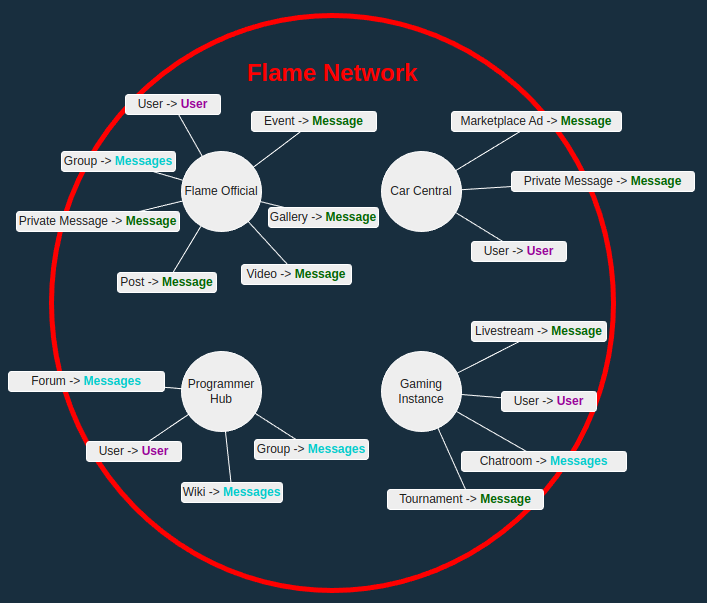 Flame Network
User -> User
Event -> Message
Group -> Messages
Flame Official
Private Message -> Message
Gallery -> Message
Post -> Message
Video -> Message
Marketplace Ad -> Message
Car Central
Private Message -> Message
User -> User
Forum -> Messages
Programmer
Hub
User -> User
Group -> Messages
Wiki -> Messages
Livestream -> Message
Gaming
Instance
User -> User
Chatroom -> Messages
Tournament -> Message